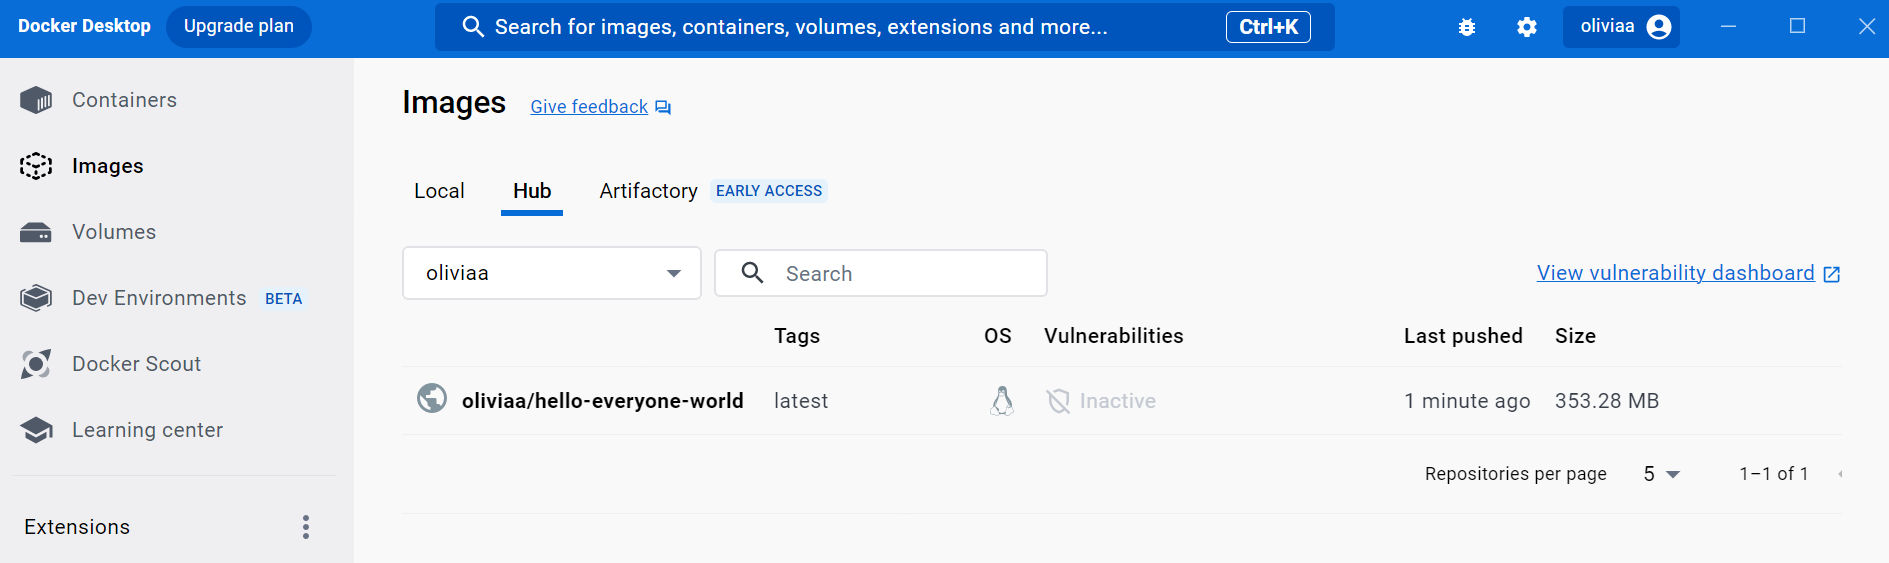 Docker Desktop Upgrade plan Search for images, containers, volumes, extensions and more... Ctrl+K oliviaa
Containers
Images
Volumes
Dev Environments BETA
Docker Scout
Learning center
Extensions
Images Give feedback
Local Hub Artifactory EARLY ACCESS
oliviaa Search View vulnerability dashboard
Tags OS Vulnerabilities Last pushed Size
oliviaa/hello-everyone-world latest Inactive 1 minute ago 353.28 MB
Repositories per page 5 1–1 of 1